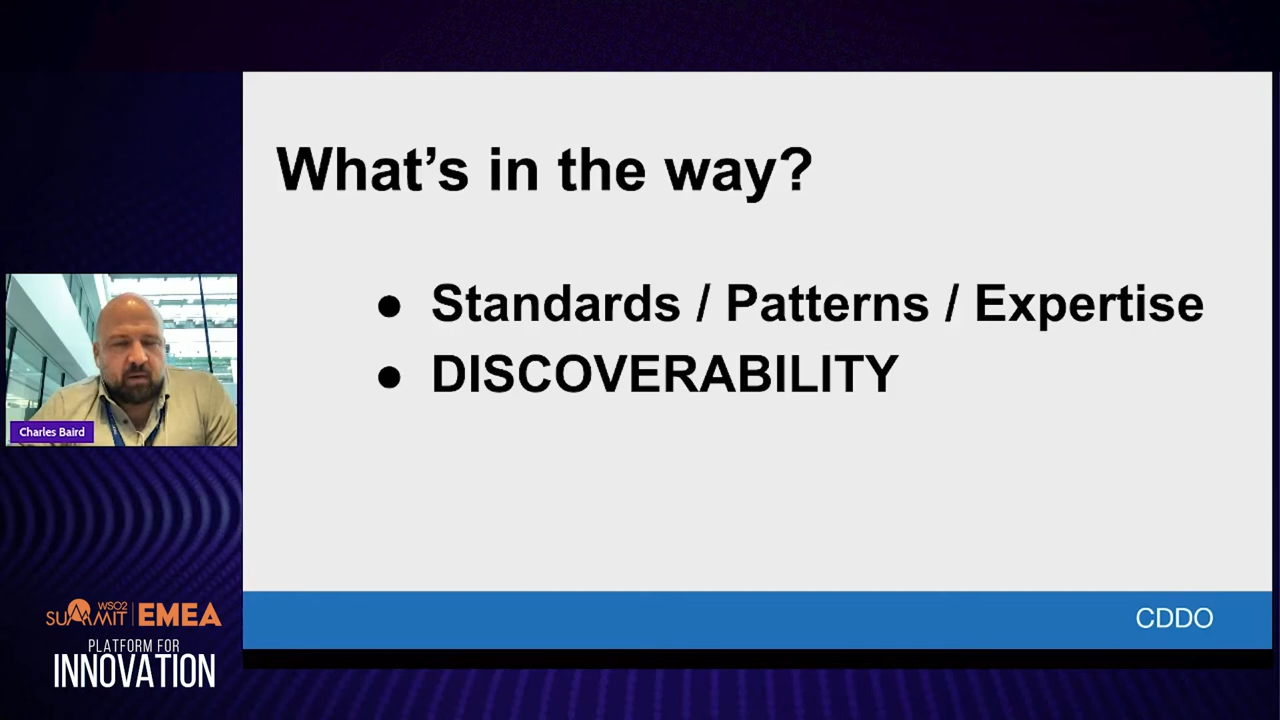 What's in the way?
● Standards / Patterns / Expertise
● DISCOVERABILITY
CDDO
Charles Baird
WSO2
SUMMIT | EMEA
PLATFORM FOR
INNOVATION